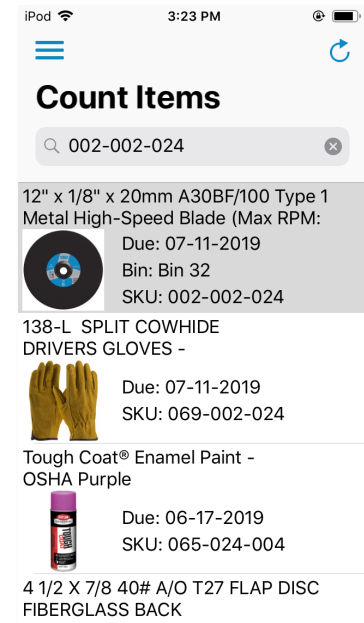 iPod 3:23 PM
Count Items
002-002-024
12" x 1/8" x 20mm A30BF/100 Type 1
Metal High-Speed Blade (Max RPM:
Due: 07-11-2019
Bin: Bin 32
SKU: 002-002-024
138-L  SPLIT COWHIDE
DRIVERS GLOVES -
Due: 07-11-2019
SKU: 069-002-024
Tough Coat® Enamel Paint -
OSHA Purple
Due: 06-17-2019
SKU: 065-024-004
4 1/2 X 7/8 40# A/O T27 FLAP DISC
FIBERGLASS BACK